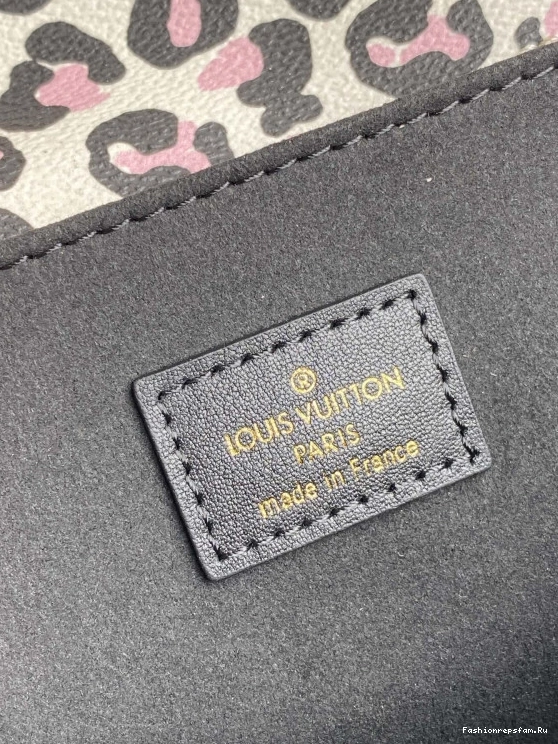 ®
LOUIS VUITTON
PARIS
made in France
Fashionrepsfam.Ru